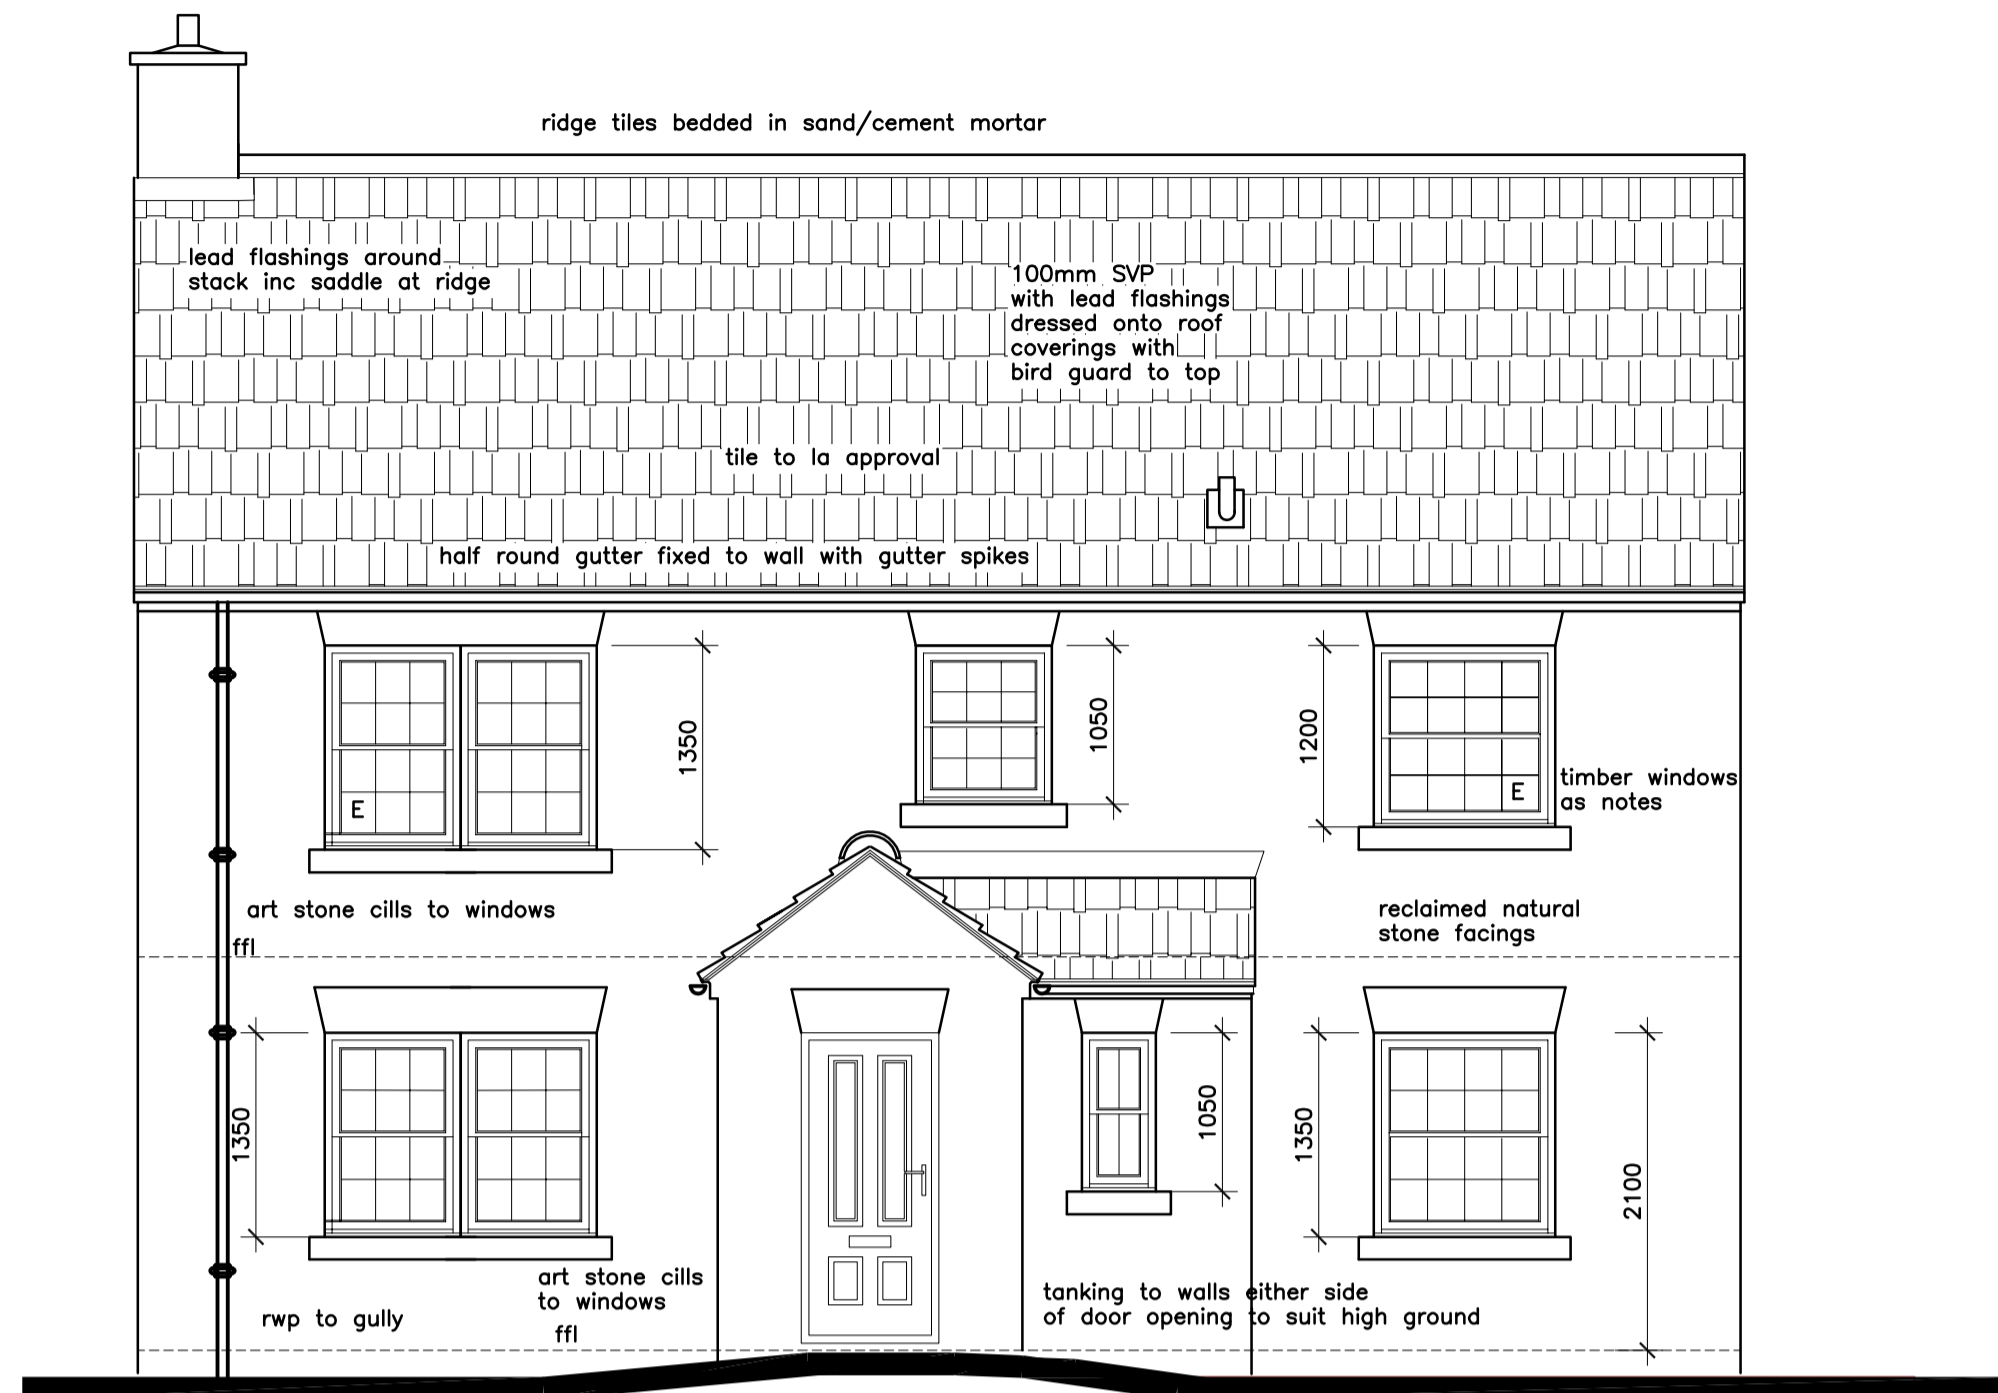 ridge tiles bedded in sand/cement mortar
lead flashings around
stack inc saddle at ridge
100mm SVP
with lead flashings
dressed onto roof
coverings with
bird guard to top
tile to la approval
half round gutter fixed to wall with gutter spikes
1350
1050
1200
E
E
timber windows
as notes
art stone cills to windows
ffl
reclaimed natural
stone facings
1350
1050
1350
2100
art stone cills
to windows
ffl
rwp to gully
tanking to walls either side
of door opening to suit high ground